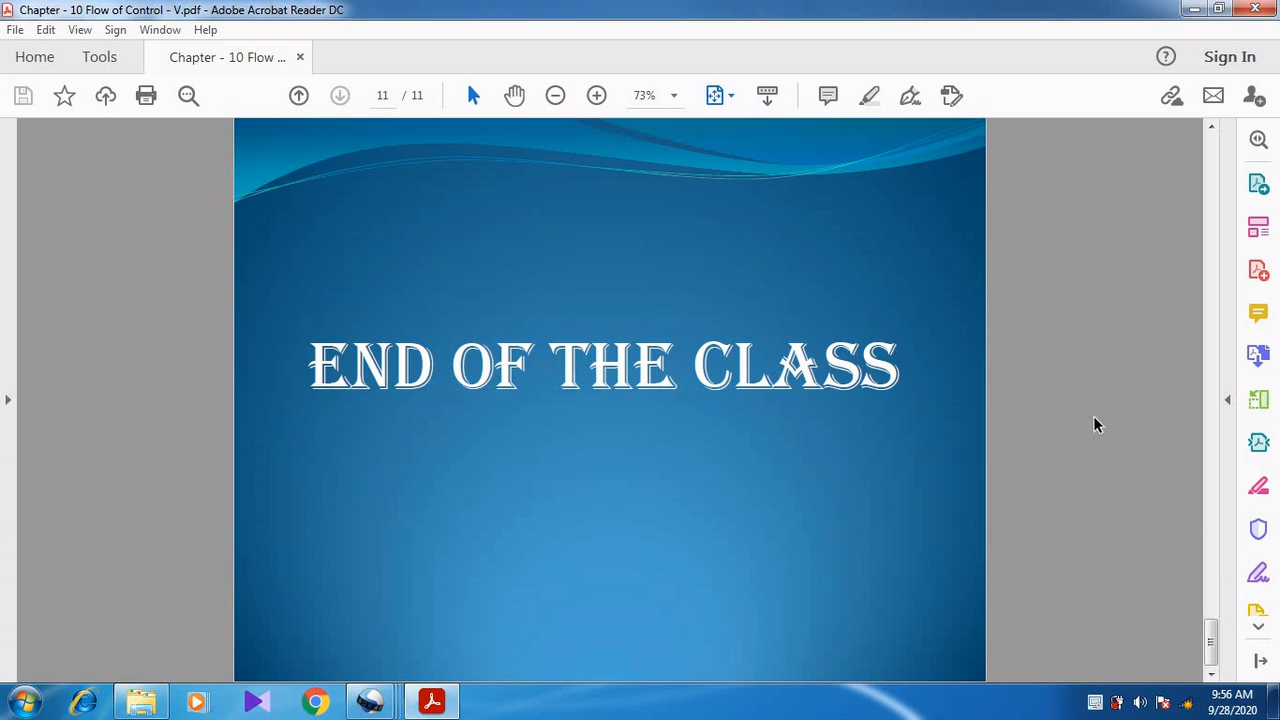 Chapter - 10 Flow of Control - V.pdf - Adobe Acrobat Reader DC
File Edit View Sign Window Help
Home Tools Chapter - 10 Flow ... Sign In
11 / 11 73%
END OF THE CLASS
9:56 AM
9/28/2020